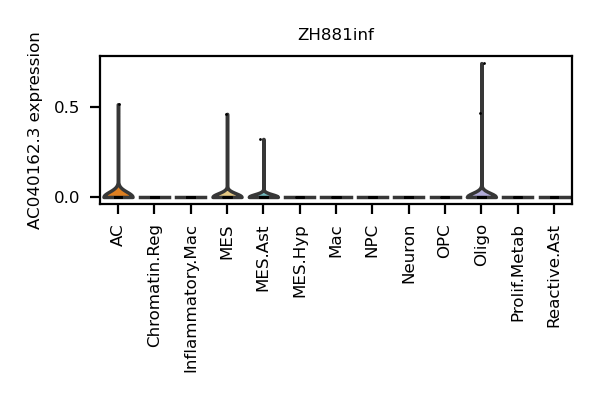 ZH881inf
AC040162.3 expression
0.5
0.0
AC
Chromatin.Reg
Inflammatory.Mac
MES
MES.Ast
MES.Hyp
Mac
NPC
Neuron
OPC
Oligo
Prolif.Metab
Reactive.Ast